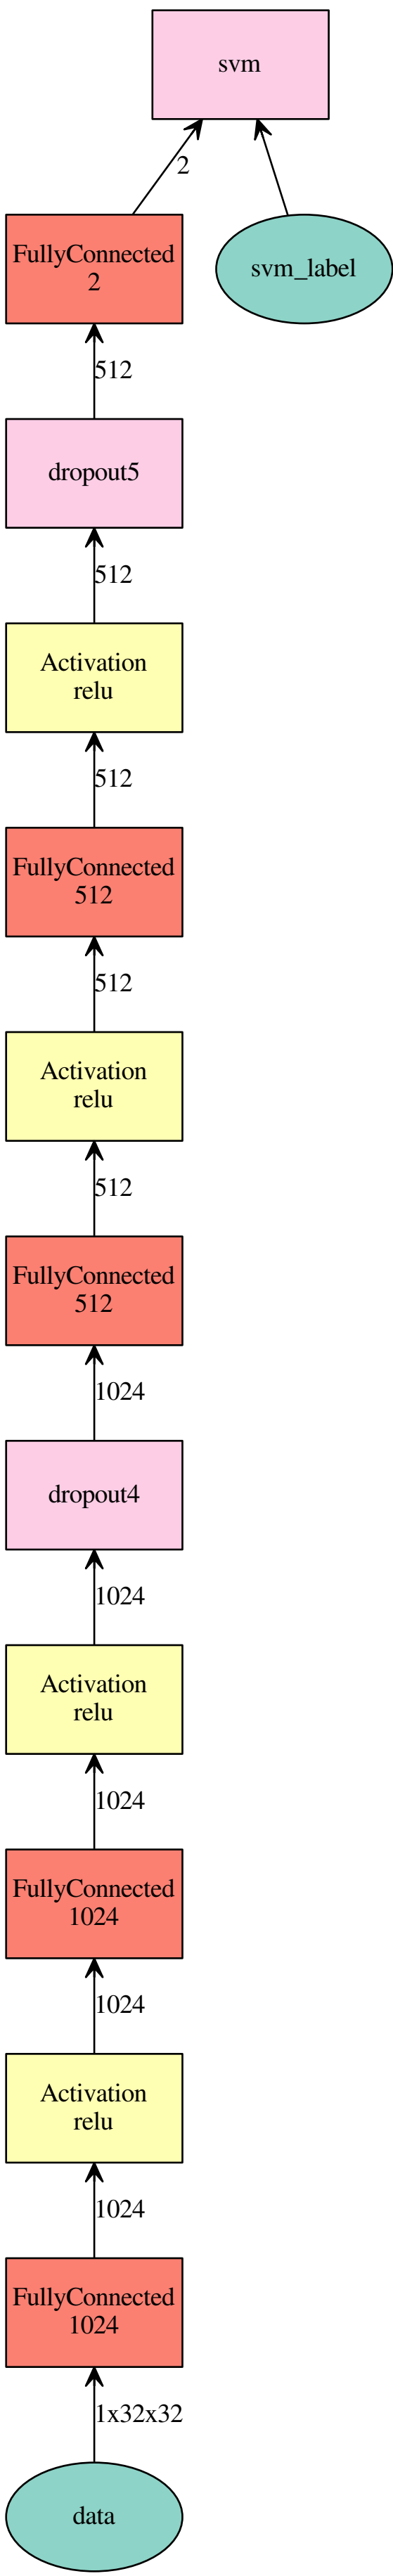 svm
2
FullyConnected
2
svm_label
512
dropout5
512
Activation
relu
512
FullyConnected
512
512
Activation
relu
512
FullyConnected
512
1024
dropout4
1024
Activation
relu
1024
FullyConnected
1024
1024
Activation
relu
1024
FullyConnected
1024
1x32x32
data